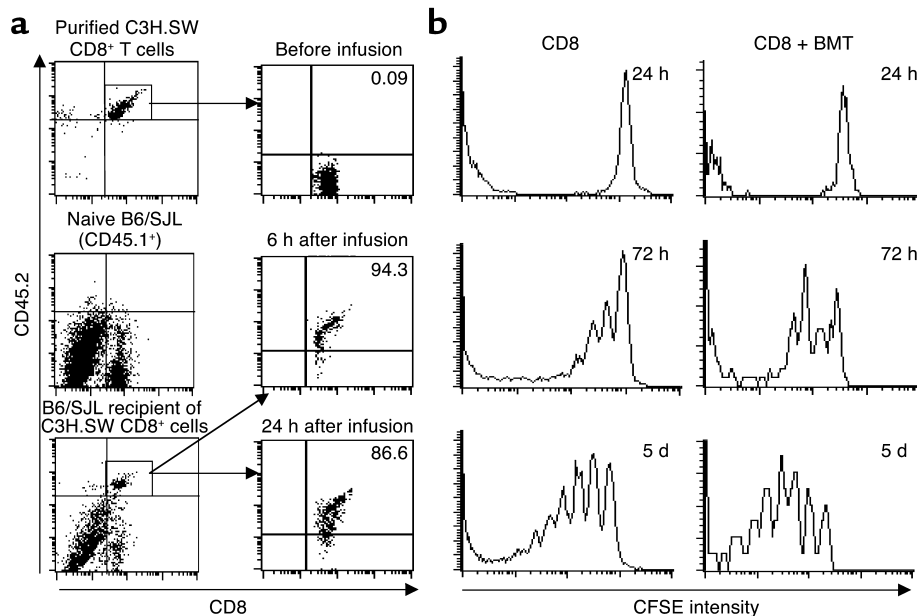 a
Purified C3H.SW
CD8⁺ T cells
Before infusion
0.09
Naive B6/SJL
(CD45.1⁺)
6 h after infusion
94.3
B6/SJL recipient of
C3H.SW CD8⁺ cells
24 h after infusion
86.6
CD45.2
CD8
b
CD8
CD8 + BMT
24 h
24 h
72 h
72 h
5 d
5 d
CFSE intensity